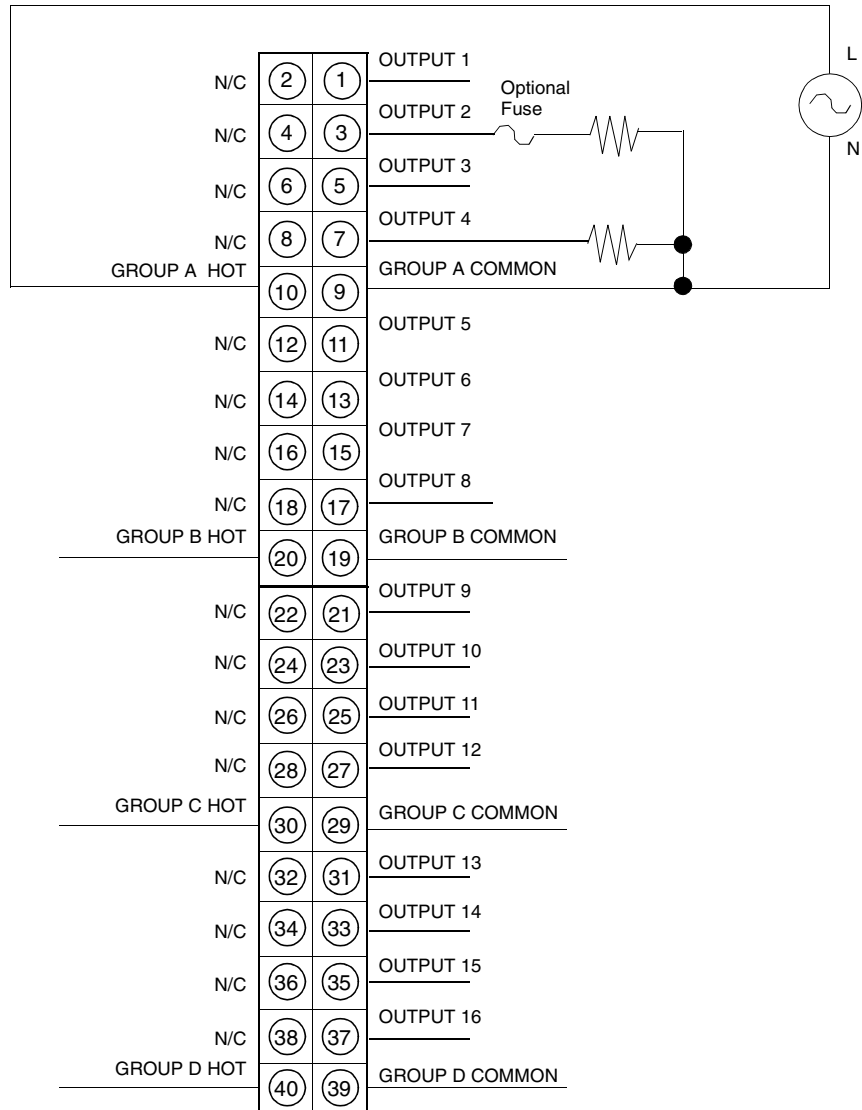 L
OUTPUT 1
N/C 2 1
Optional
Fuse
OUTPUT 2
N/C 4 3
N
OUTPUT 3
N/C 6 5
OUTPUT 4
N/C 8 7
GROUP A HOT 10 9 GROUP A COMMON
OUTPUT 5
N/C 12 11
OUTPUT 6
N/C 14 13
OUTPUT 7
N/C 16 15
OUTPUT 8
N/C 18 17
GROUP B HOT 20 19 GROUP B COMMON
OUTPUT 9
N/C 22 21
OUTPUT 10
N/C 24 23
OUTPUT 11
N/C 26 25
OUTPUT 12
N/C 28 27
GROUP C HOT 30 29 GROUP C COMMON
OUTPUT 13
N/C 32 31
OUTPUT 14
N/C 34 33
OUTPUT 15
N/C 36 35
OUTPUT 16
N/C 38 37
GROUP D HOT 40 39 GROUP D COMMON